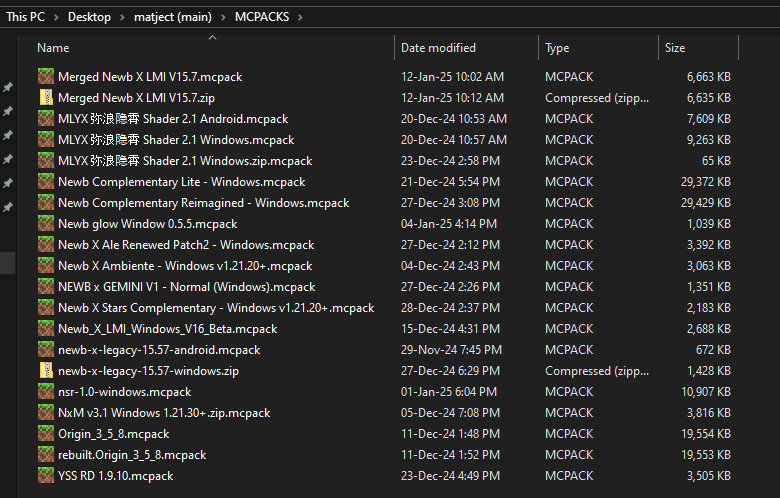 This PC > Desktop > matject (main) > MCPACKS >
Name Date modified Type Size
Merged Newb X LMI V15.7.mcpack 12-Jan-25 10:02 AM MCPACK 6,663 KB
Merged Newb X LMI V15.7.zip 12-Jan-25 10:12 AM Compressed (zipp... 6,635 KB
MLYX 弥浪隐霄 Shader 2.1 Android.mcpack 20-Dec-24 10:53 AM MCPACK 7,609 KB
MLYX 弥浪隐霄 Shader 2.1 Windows.mcpack 20-Dec-24 10:57 AM MCPACK 9,263 KB
MLYX 弥浪隐霄 Shader 2.1 Windows.zip.mcpack 23-Dec-24 2:58 PM MCPACK 65 KB
Newb Complementary Lite - Windows.mcpack 21-Dec-24 5:54 PM MCPACK 29,372 KB
Newb Complementary Reimagined - Windows.mcpack 27-Dec-24 3:08 PM MCPACK 29,429 KB
Newb glow Window 0.5.5.mcpack 04-Jan-25 4:14 PM MCPACK 1,039 KB
Newb X Ale Renewed Patch2 - Windows.mcpack 27-Dec-24 2:12 PM MCPACK 3,392 KB
Newb X Ambiente - Windows v1.21.20+.mcpack 04-Dec-24 2:43 PM MCPACK 3,063 KB
NEWB x GEMINI V1 - Normal (Windows).mcpack 27-Dec-24 2:26 PM MCPACK 1,351 KB
Newb X Stars Complementary - Windows v1.21.20+.mcpack 28-Dec-24 2:37 PM MCPACK 2,183 KB
Newb_X_LMI_Windows_V16_Beta.mcpack 15-Dec-24 4:31 PM MCPACK 2,688 KB
newb-x-legacy-15.57-android.mcpack 29-Nov-24 7:45 PM MCPACK 672 KB
newb-x-legacy-15.57-windows.zip 27-Dec-24 6:29 PM Compressed (zipp... 1,428 KB
nsr-1.0-windows.mcpack 01-Jan-25 6:04 PM MCPACK 10,907 KB
NxM v3.1 Windows 1.21.30+.zip.mcpack 05-Dec-24 7:08 PM MCPACK 3,816 KB
Origin_3_5_8.mcpack 11-Dec-24 1:48 PM MCPACK 19,554 KB
rebuilt.Origin_3_5_8.mcpack 11-Dec-24 1:52 PM MCPACK 19,553 KB
YSS RD 1.9.10.mcpack 23-Dec-24 4:49 PM MCPACK 3,505 KB